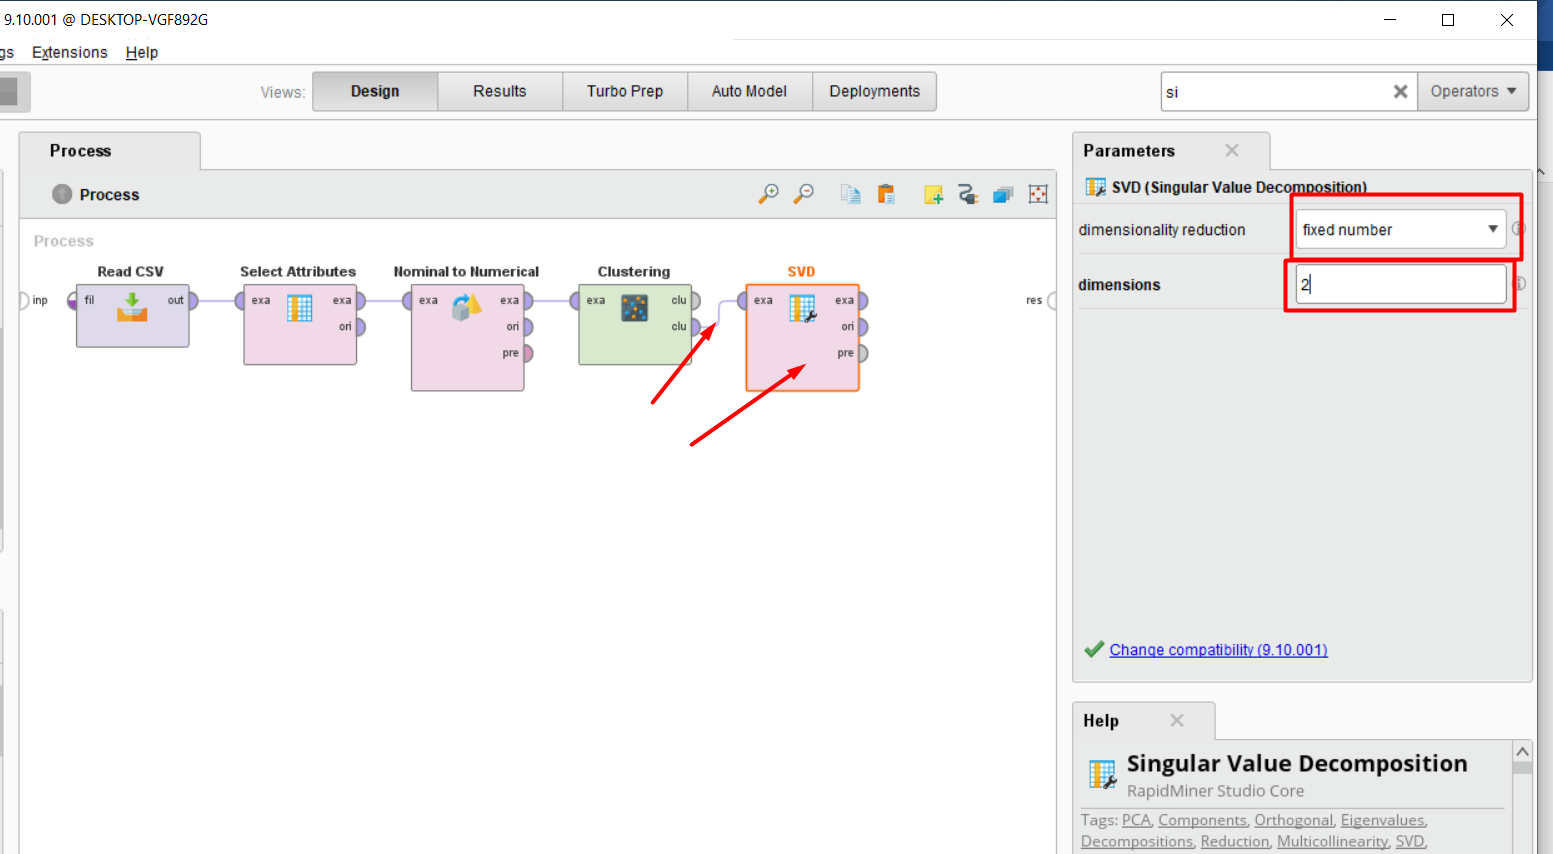 9.10.001 @ DESKTOP-VGF892G
gs Extensions Help
Views: Design Results Turbo Prep Auto Model Deployments si Operators
Process
Process
Process
Read CSV Select Attributes Nominal to Numerical Clustering SVD
inp fil out exa exa exa exa exa clu exa exa res
ori ori clu ori
pre pre
Parameters
SVD (Singular Value Decomposition)
dimensionality reduction fixed number
dimensions 2
Change compatibility (9.10.001)
Help
Singular Value Decomposition
RapidMiner Studio Core
Tags: PCA, Components, Orthogonal, Eigenvalues,
Decompositions, Reduction, Multicollinearity, SVD,